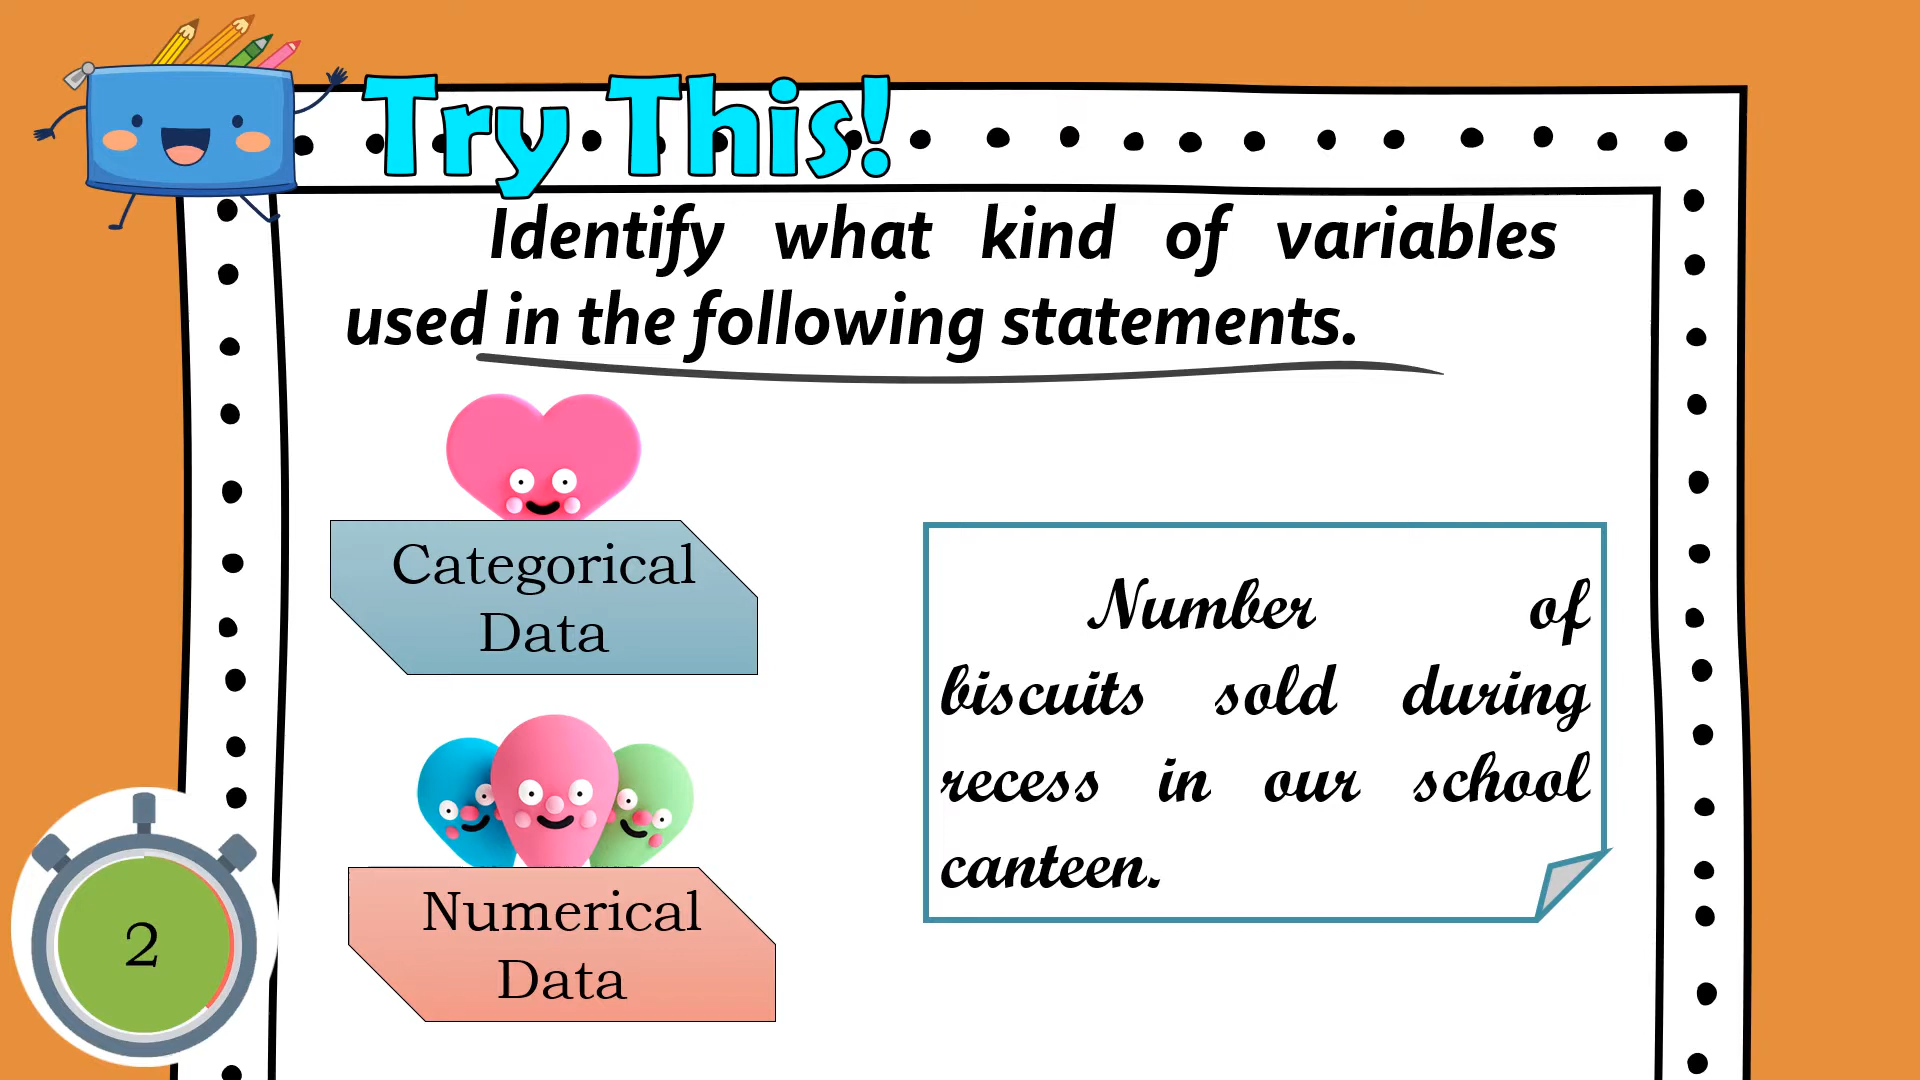 Try This!
Identify what kind of variables
used in the following statements.
Categorical
Data
Number of
biscuits sold during
recess in our school
canteen.
Numerical
Data
2